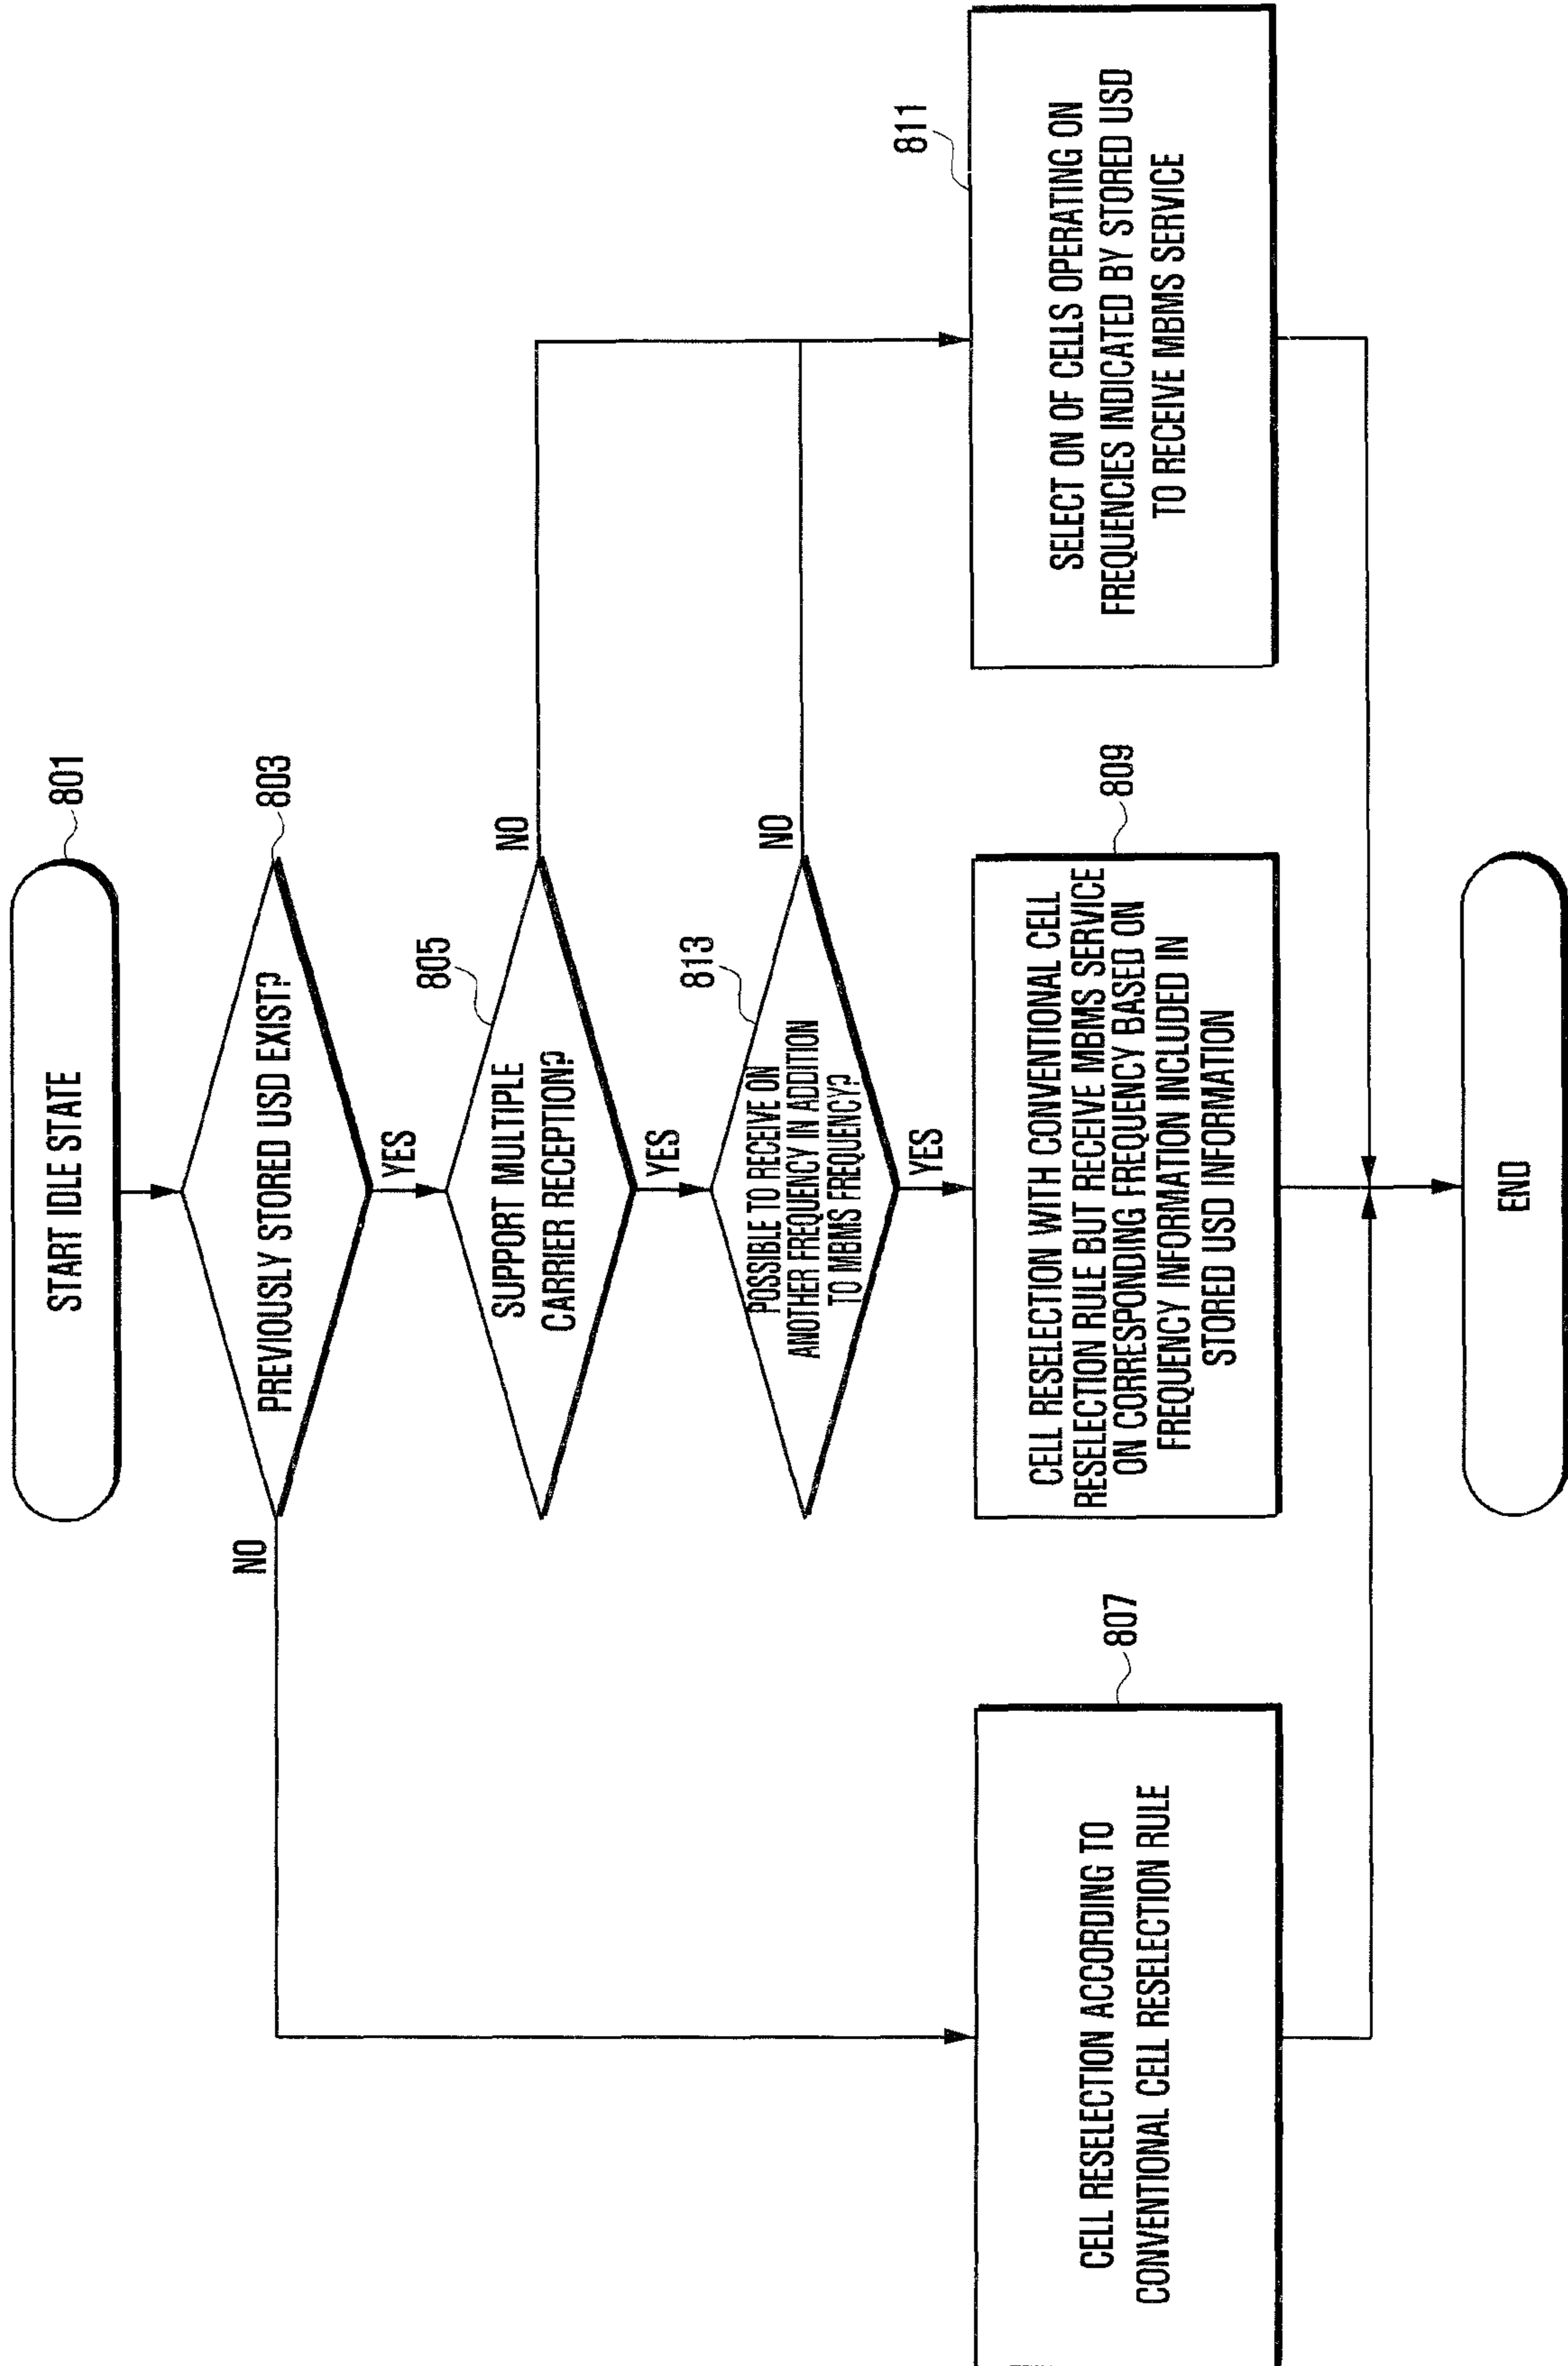 START IDLE STATE
801
PREVIOUSLY STORED USD EXIST?
803
NO
YES
SUPPORT MULTIPLE
CARRIER RECEPTION?
805
NO
YES
POSSIBLE TO RECEIVE ON
ANOTHER FREQUENCY IN ADDITION
TO MBMS FREQUENCY?
813
NO
YES
CELL RESELECTION ACCORDING TO
CONVENTIONAL CELL RESELECTION RULE
807
CELL RESELECTION WITH CONVENTIONAL CELL
RESELECTION RULE BUT RECEIVE MBMS SERVICE
ON CORRESPONDING FREQUENCY BASED ON
FREQUENCY INFORMATION INCLUDED IN
STORED USD INFORMATION
809
SELECT ON OF CELLS OPERATING ON
FREQUENCIES INDICATED BY STORED USD
TO RECEIVE MBMS SERVICE
811
END